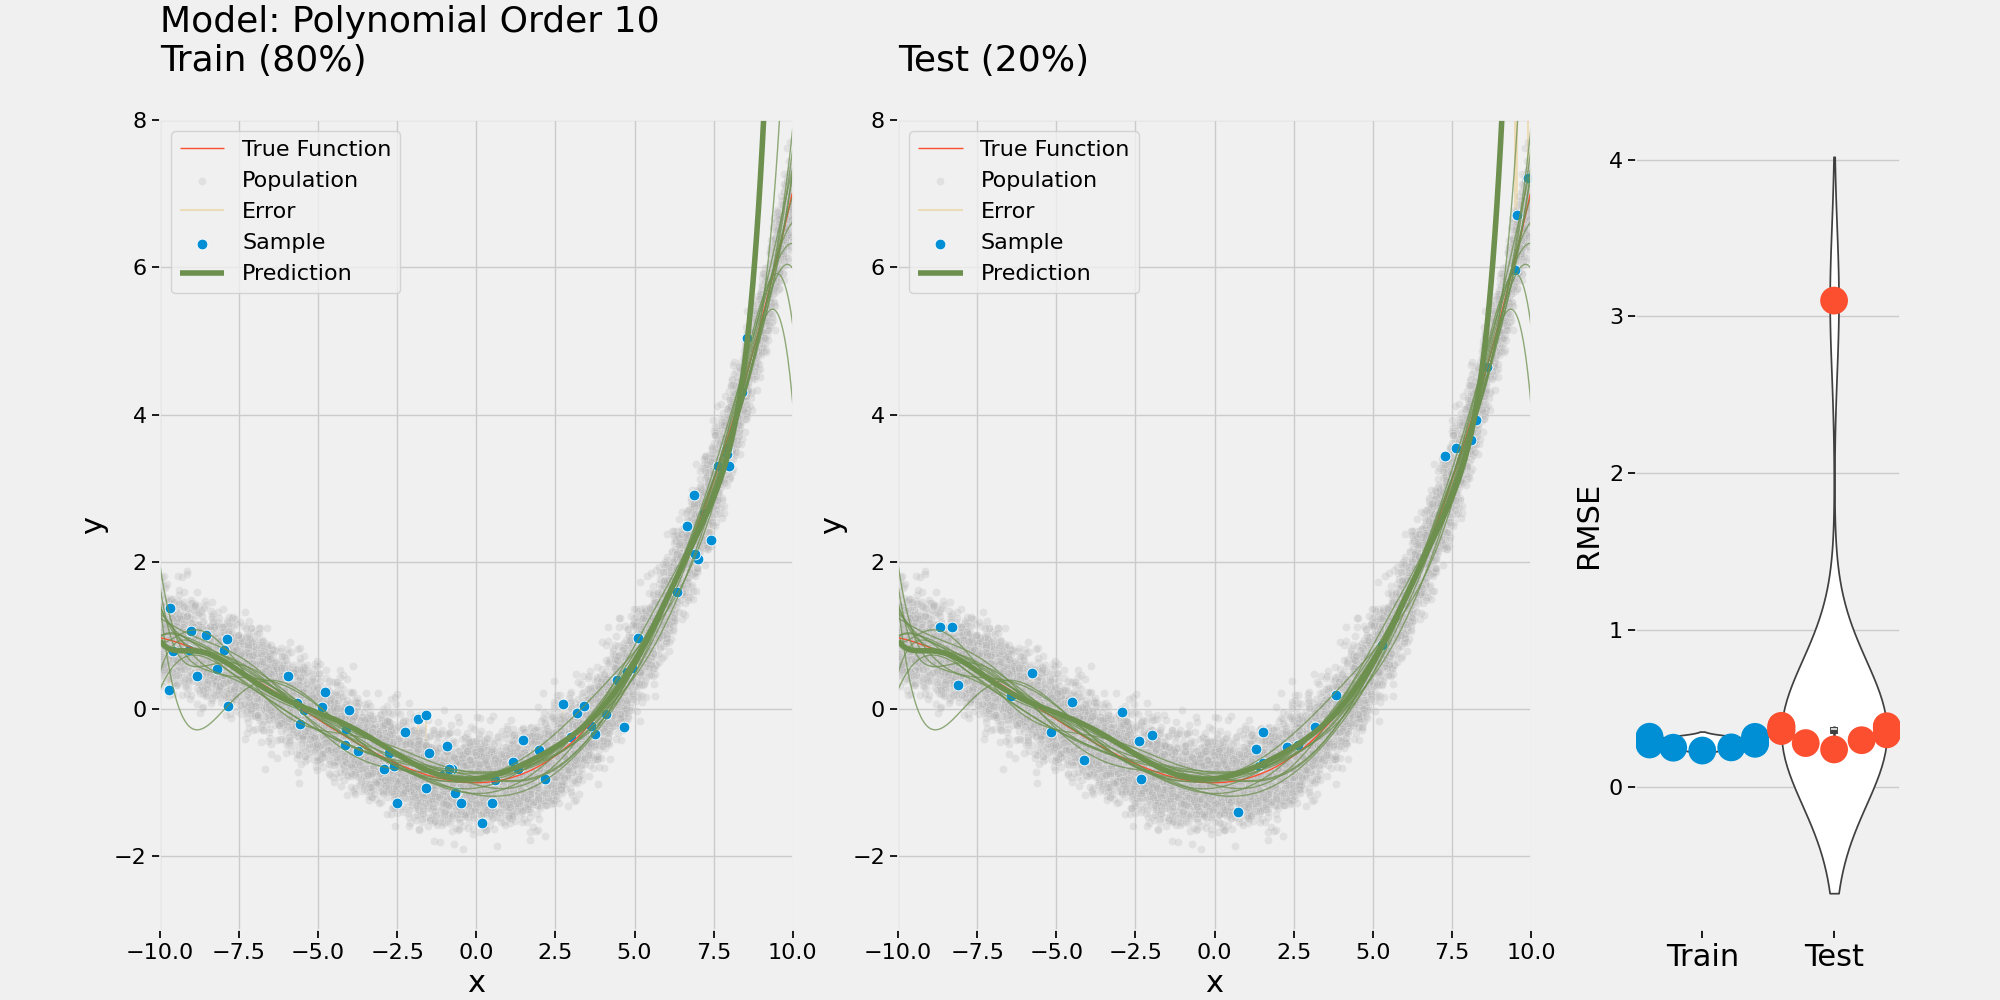 Model: Polynomial Order 10
Train (80%)
Test (20%)
8
6
4
2
0
−2
y
True Function
Population
Error
Sample
Prediction
−10.0 −7.5 −5.0 −2.5 0.0 2.5 5.0 7.5 10.0
x
8
6
4
2
0
−2
y
True Function
Population
Error
Sample
Prediction
−10.0 −7.5 −5.0 −2.5 0.0 2.5 5.0 7.5 10.0
x
4
3
2
1
0
RMSE
Train Test